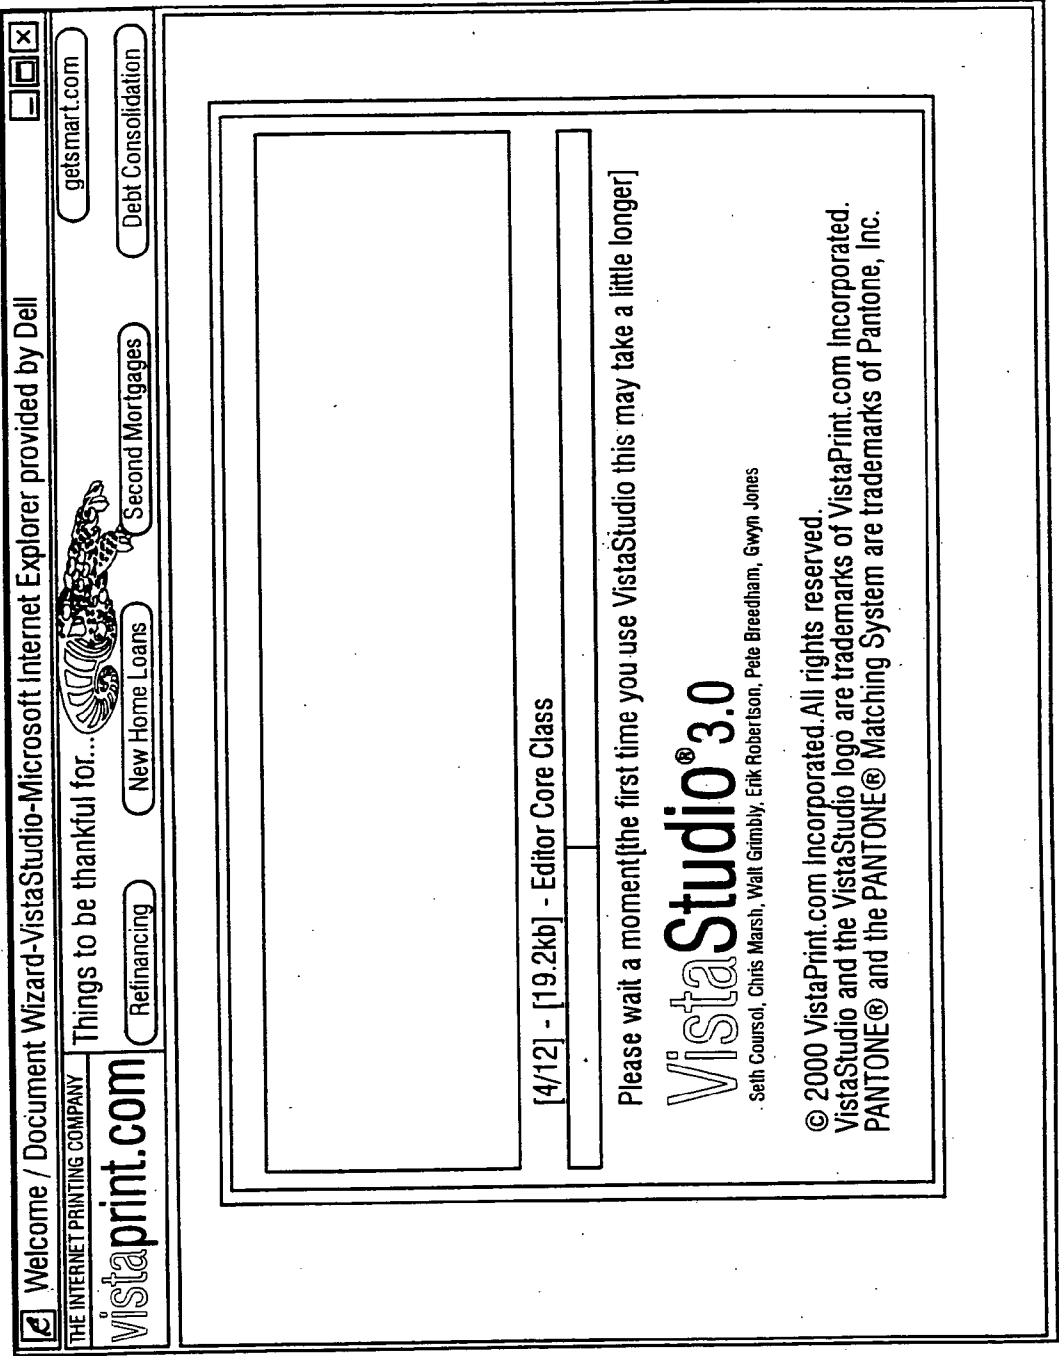 Welcome / Document Wizard-VistaStudio-Microsoft Internet Explorer provided by Dell
THE INTERNET PRINTING COMPANY
vistaprint.com
Things to be thankful for...
getsmart.com
Refinancing
New Home Loans
Second Mortgages
Debt Consolidation
[4/12] - [19.2kb] - Editor Core Class
Please wait a moment[the first time you use VistaStudio this may take a little longer]
VistaStudio® 3.0
Seth Coursol, Chris Marsh, Walt Grimbly, Erik Robertson, Pete Breedham, Gwyn Jones
© 2000 VistaPrint.com Incorporated.All rights reserved.
VistaStudio and the VistaStudio logo are trademarks of VistaPrint.com Incorporated.
PANTONE® and the PANTONE® Matching System are trademarks of Pantone, Inc.